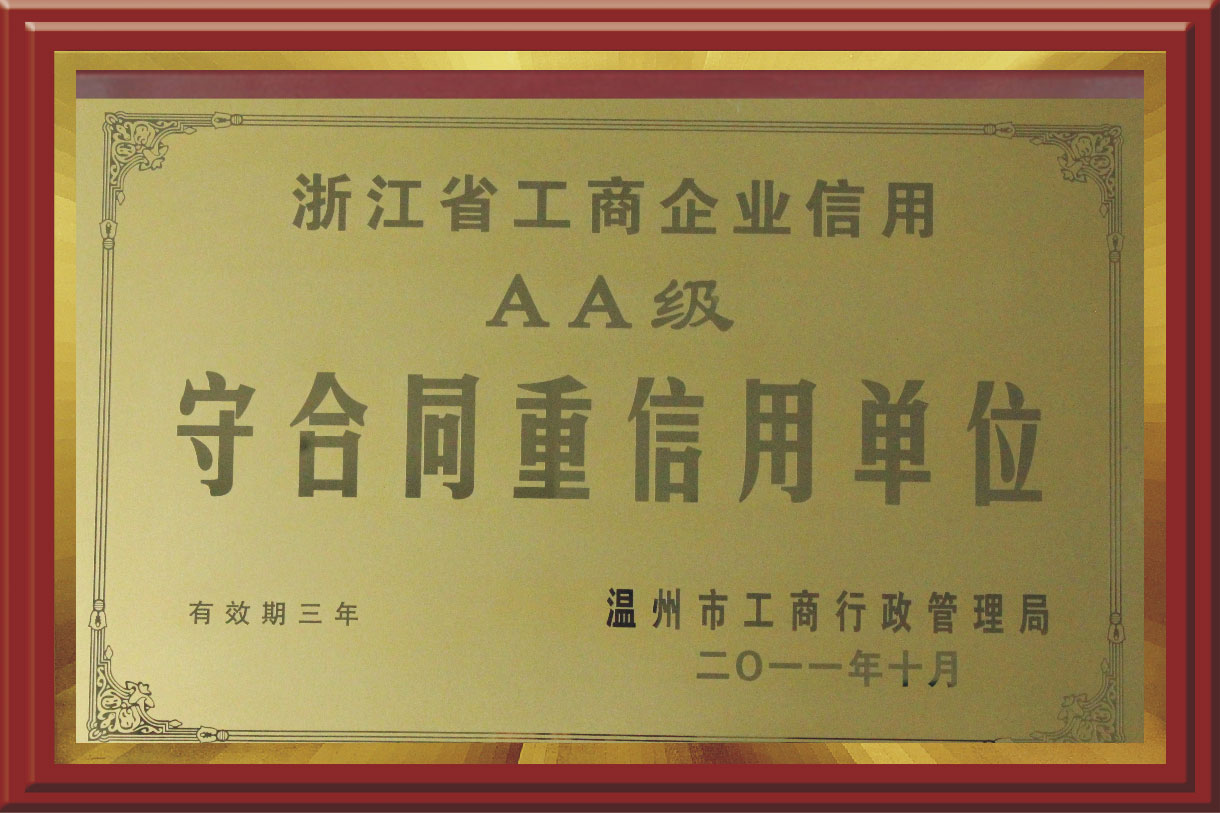 浙江省工商企业信用
AA级
守合同重信用单位
有效期三年
温州市工商行政管理局
二〇一一年十月